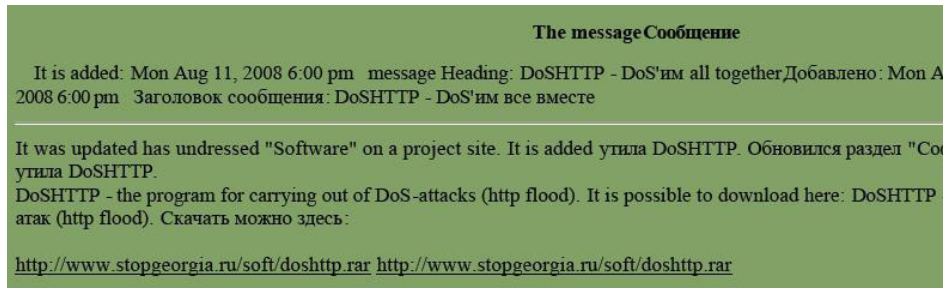 The message Сообщение
It is added: Mon Aug 11, 2008 6:00 pm message Heading: DoSHTTP - DoS'им all together Добавлено: Mon A
2008 6:00 pm Заголовок сообщения: DoSHTTP - DoS'им все вместе
It was updated has undressed "Software" on a project site. It is added утила DoSHTTP. Обновился раздел "Со
утила DoSHTTP.
DoSHTTP - the program for carrying out of DoS-attacks (http flood). It is possible to download here: DoSHTTP
атак (http flood). Скачать можно здесь:
http://www.stopgeorgia.ru/soft/doshttp.rar http://www.stopgeorgia.ru/soft/doshttp.rar